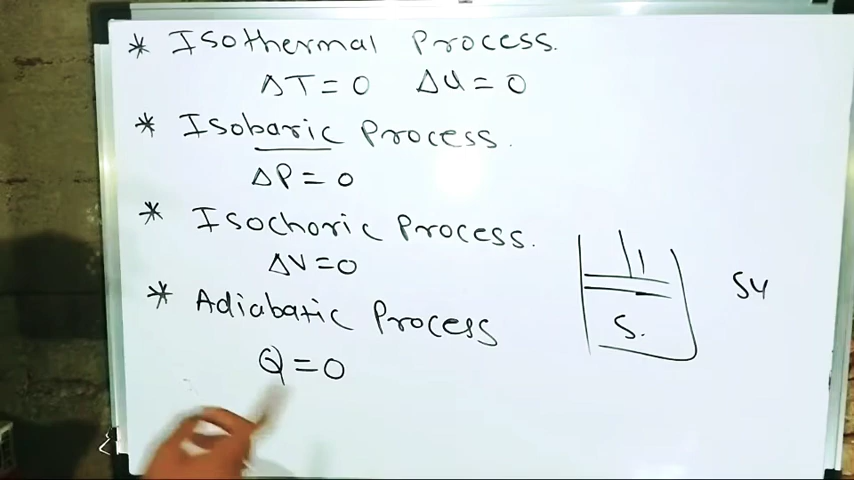 * Isothermal Process.
ΔT = 0 ΔU = 0
* Isobaric Process.
ΔP = 0
* Isochoric Process.
ΔV = 0
* Adiabatic Process
Q = 0
S.
Su